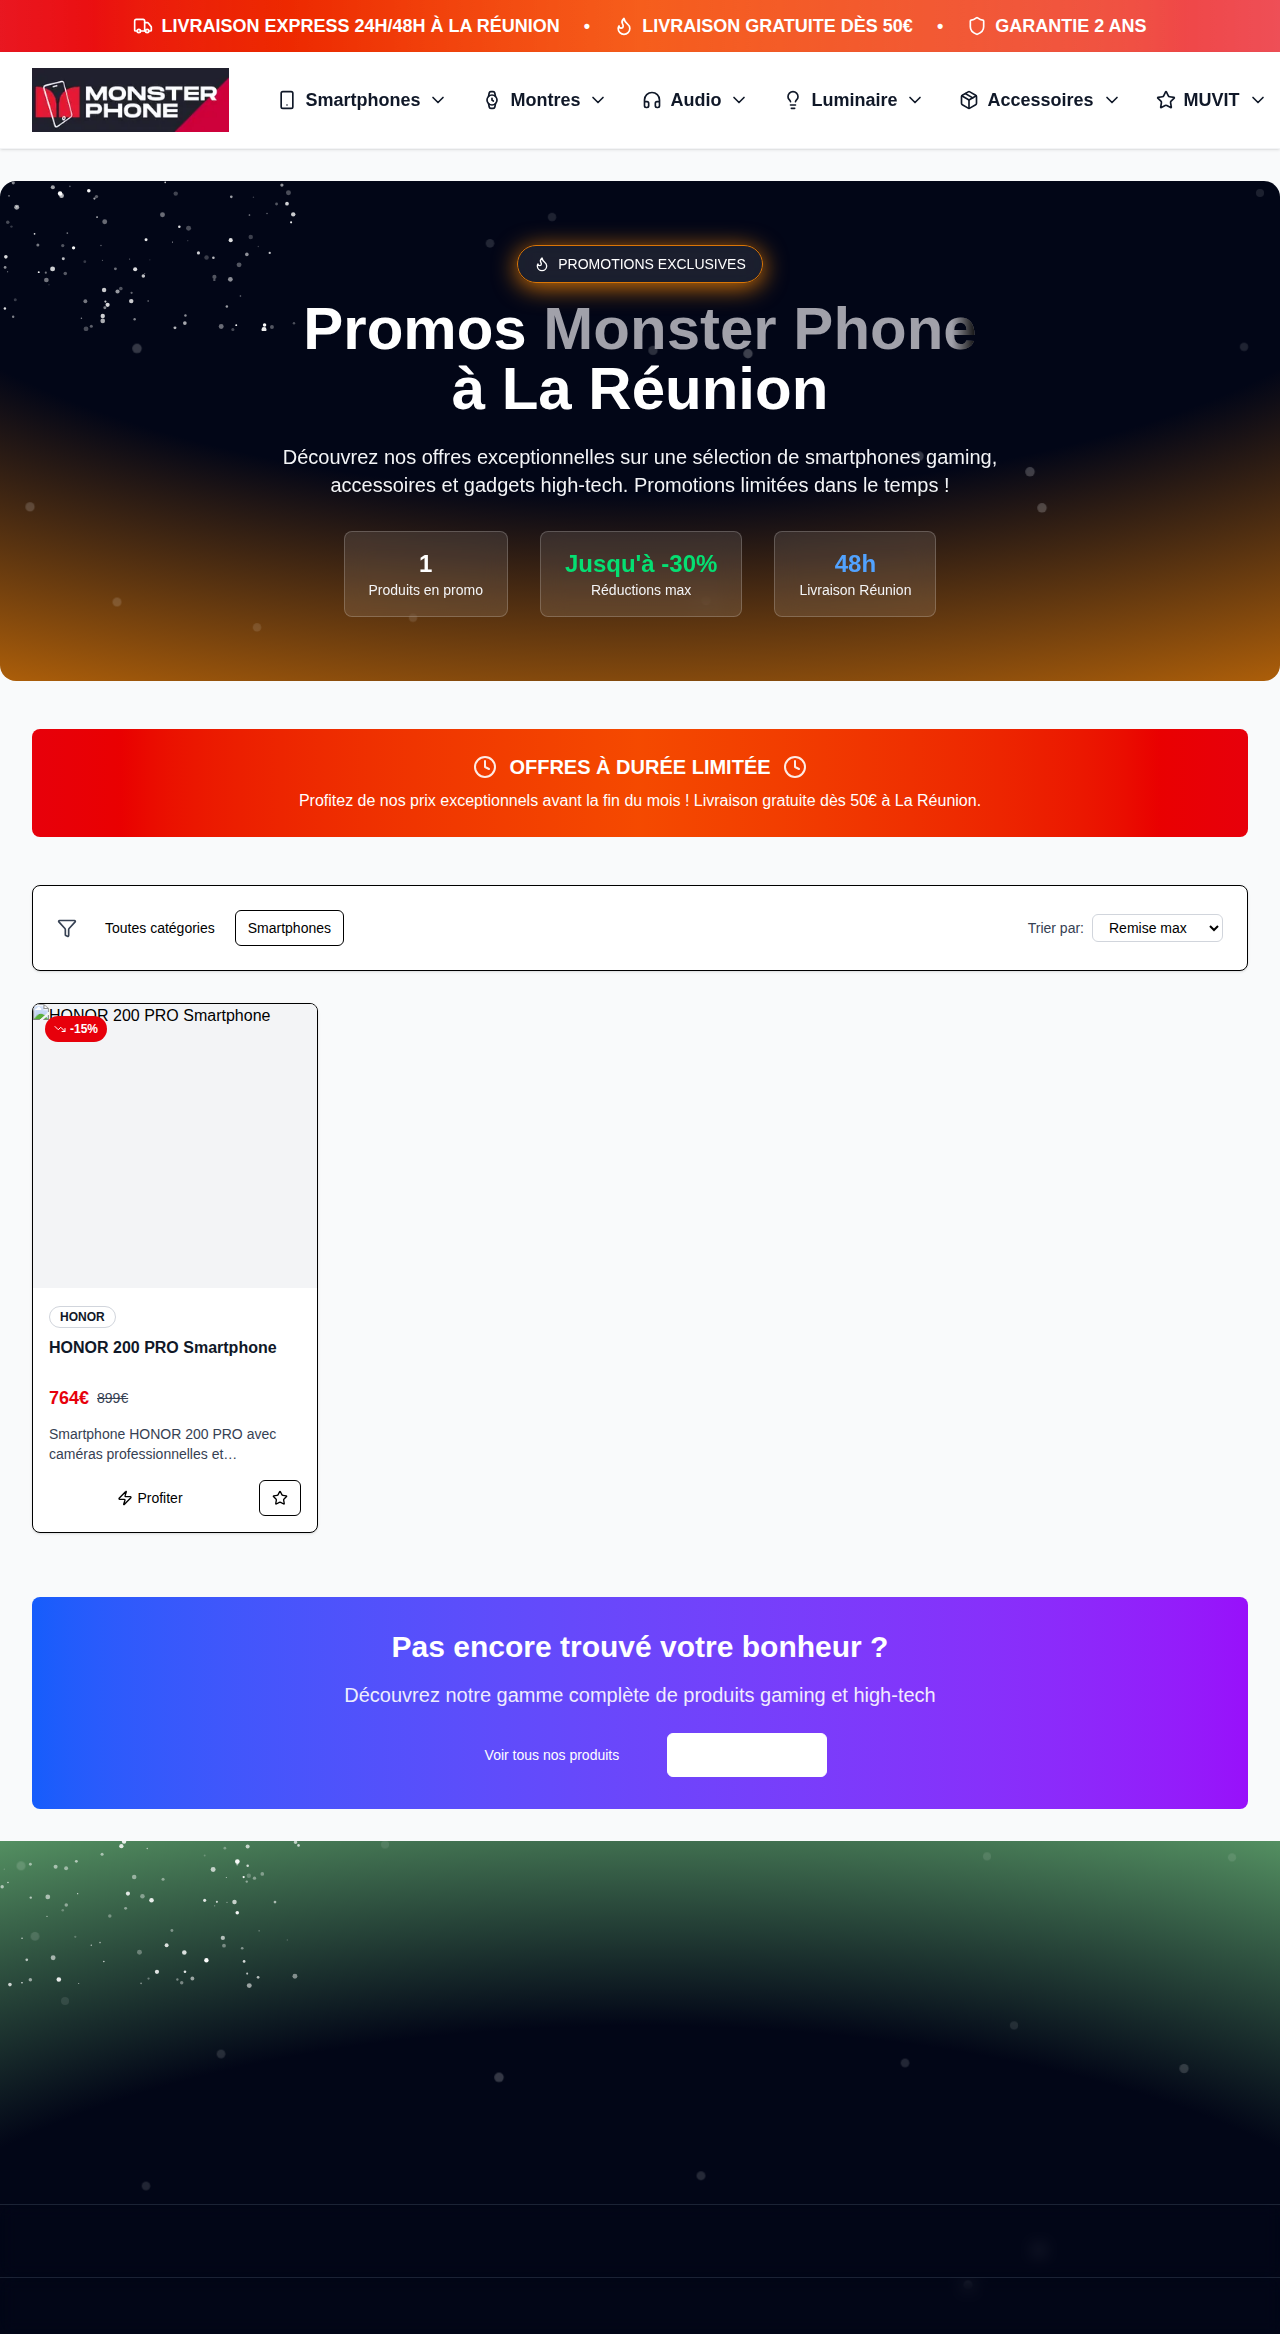 LIVRAISON EXPRESS 24H/48H À LA RÉUNION • LIVRAISON GRATUITE DÈS 50€ • GARANTIE 2 ANS
MONSTER
PHONE
Smartphones Montres Audio Luminaire Accessoires MUVIT
PROMOTIONS EXCLUSIVES
Promos Monster Phone
à La Réunion
Découvrez nos offres exceptionnelles sur une sélection de smartphones gaming,
accessoires et gadgets high-tech. Promotions limitées dans le temps !
1 Jusqu'à -30% 48h
Produits en promo Réductions max Livraison Réunion
OFFRES À DURÉE LIMITÉE
Profitez de nos prix exceptionnels avant la fin du mois ! Livraison gratuite dès 50€ à La Réunion.
Toutes catégories Smartphones Trier par: Remise max
HONOR 200 PRO Smartphone
-15%
HONOR
HONOR 200 PRO Smartphone
764€ 899€
Smartphone HONOR 200 PRO avec
caméras professionnelles et…
Profiter
Pas encore trouvé votre bonheur ?
Découvrez notre gamme complète de produits gaming et high-tech
Voir tous nos produits